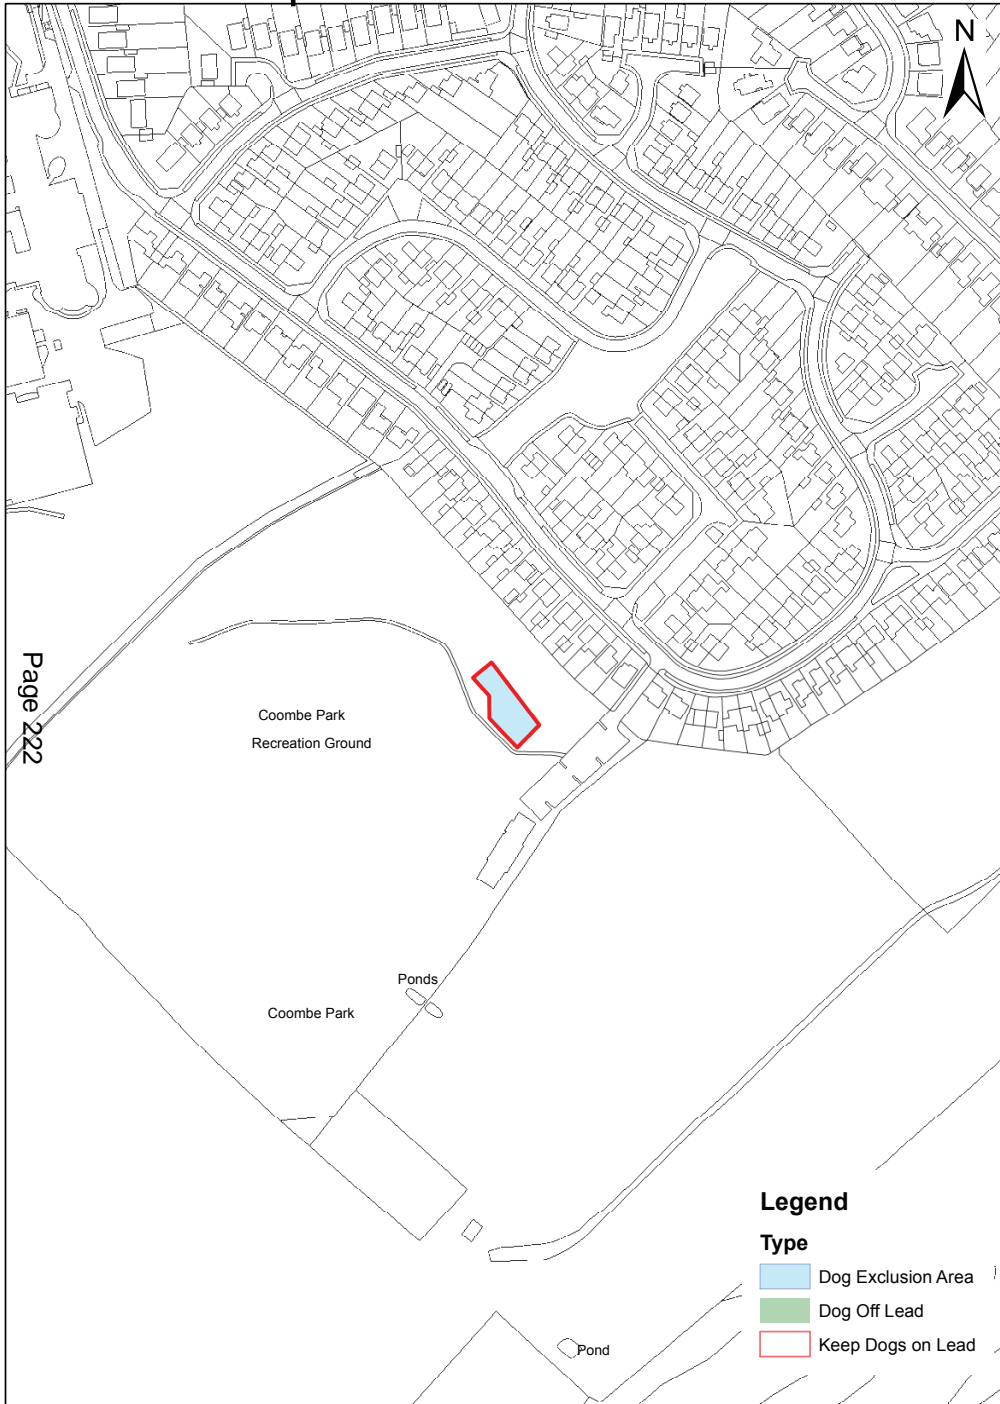 N
Page 222
Coombe Park
Recreation Ground
Ponds
Coombe Park
Pond
Legend
Type
Dog Exclusion Area
Dog Off Lead
Keep Dogs on Lead